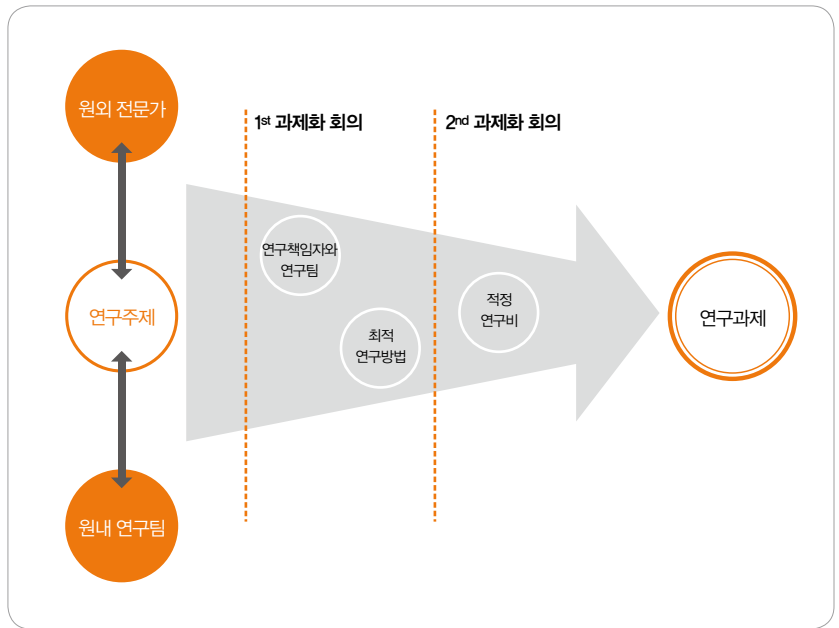 원외 전문가
1st 과제화 회의
2nd 과제화 회의
연구책임자와
연구팀
적정
연구비
연구주제
연구과제
최적
연구방법
원내 연구팀